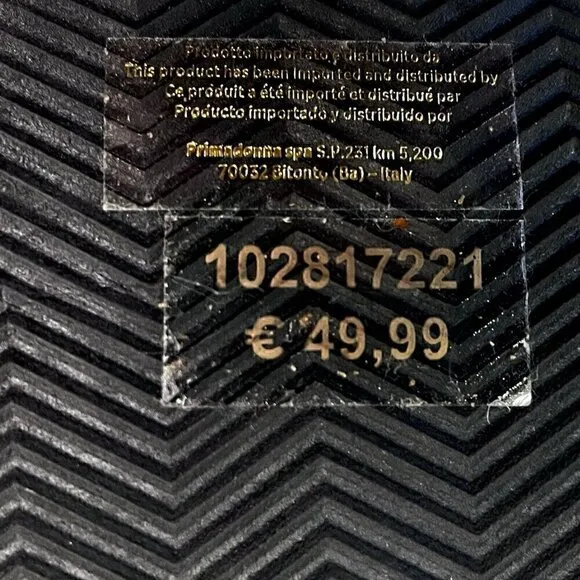 Prodotto importato e distribuito da
This product has been imported and distributed by
Ce produit a été importé et distribué par
Producto importado y distribuido por
Primadonna spa S.P.231 km 5,200
70032 Bitonto (Ba) - Italy
102817221
€ 49,99